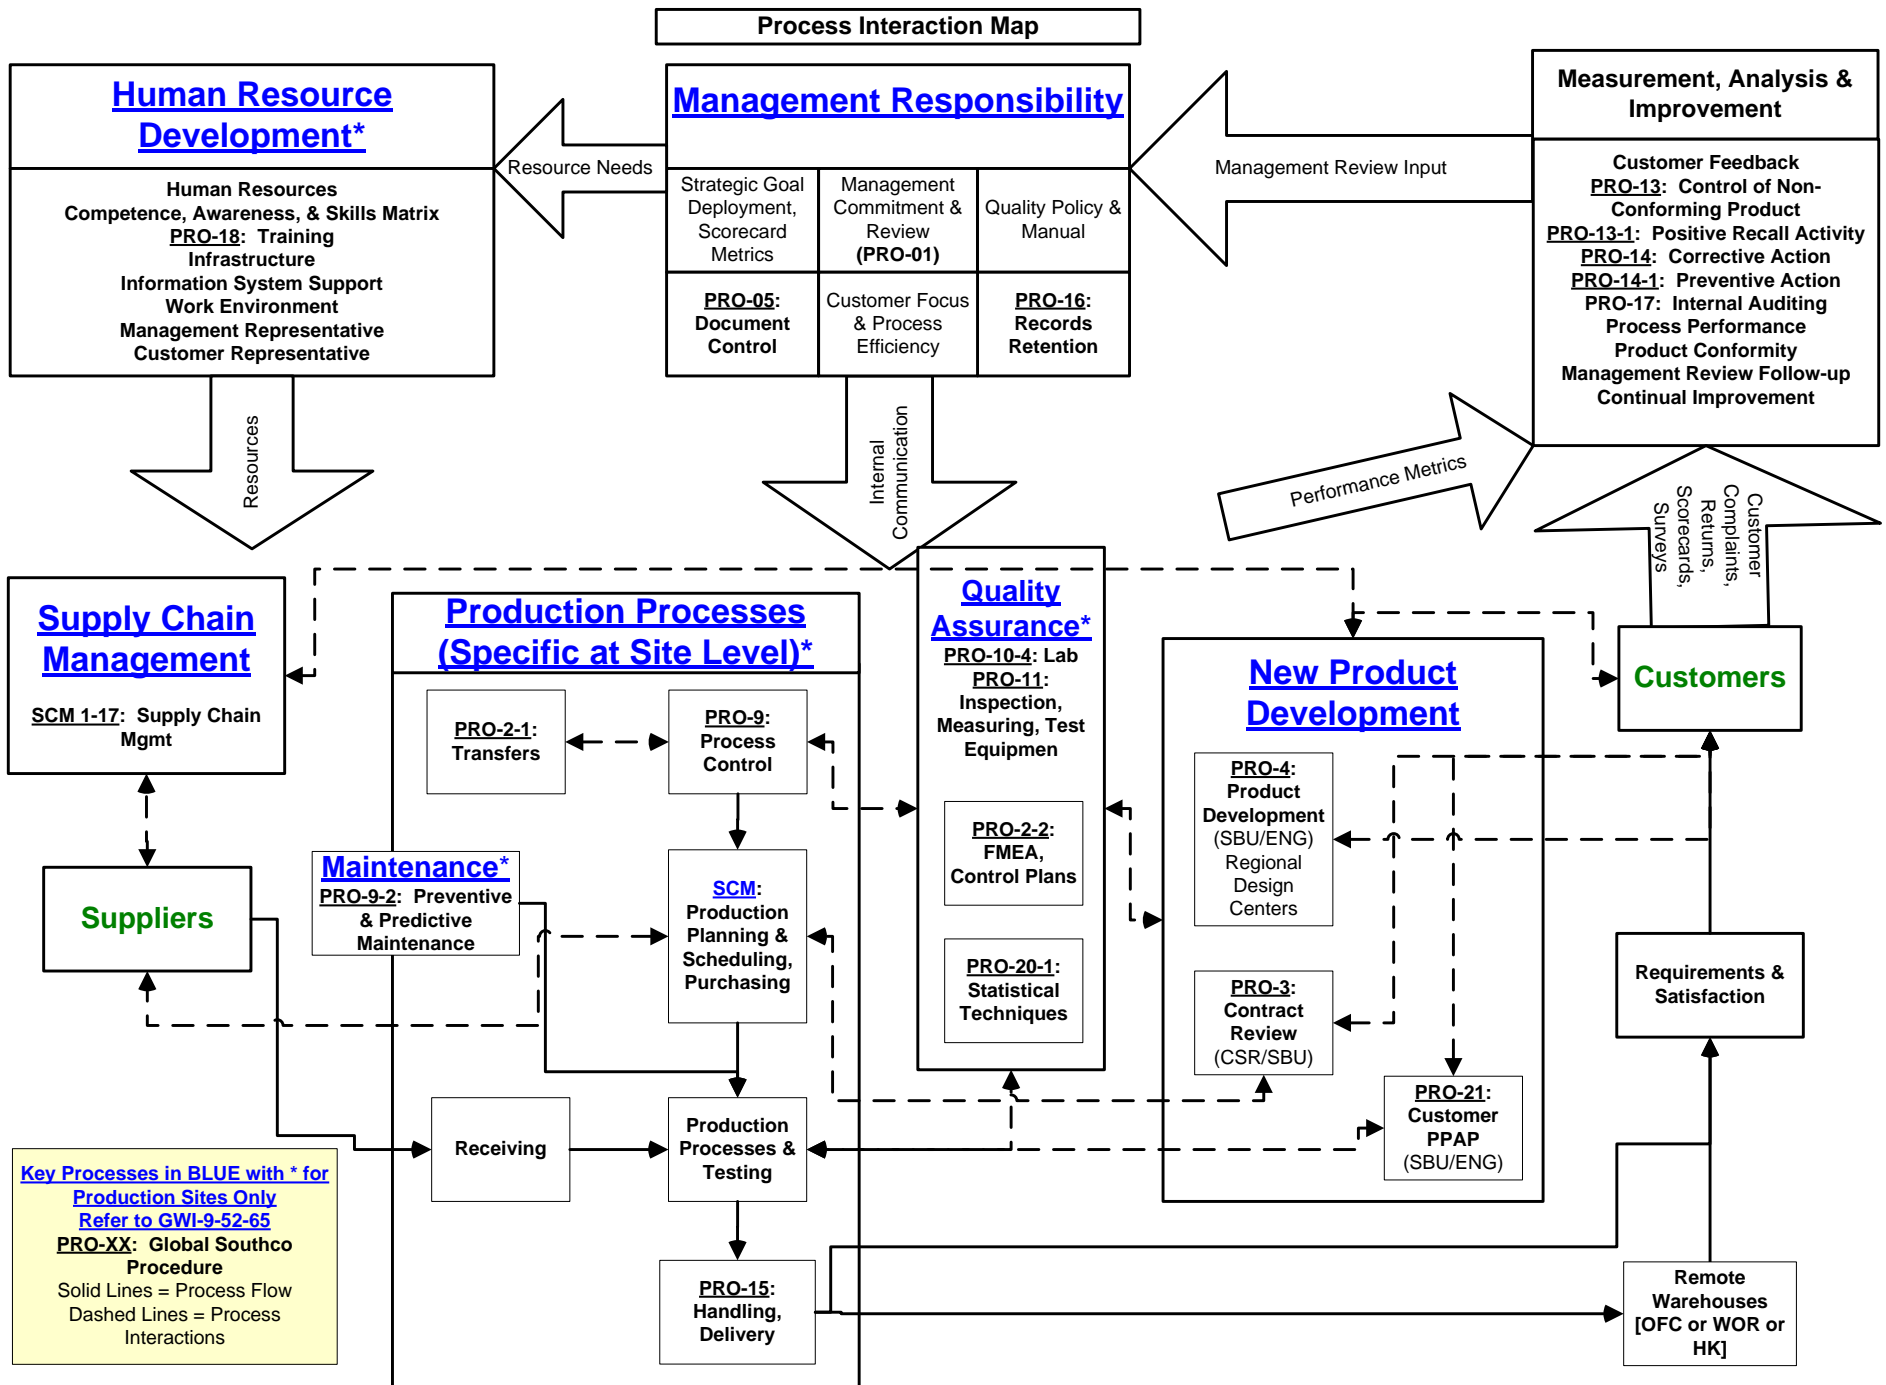 Process Interaction Map
Human Resource
Development*
Human Resources
Competence, Awareness, & Skills Matrix
PRO-18: Training
Infrastructure
Information System Support
Work Environment
Management Representative
Customer Representative
Resource Needs
Management Responsibility
Strategic Goal
Deployment,
Scorecard
Metrics
Management
Commitment &
Review
(PRO-01)
Quality Policy &
Manual
PRO-05:
Document
Control
Customer Focus
& Process
Efficiency
PRO-16:
Records
Retention
Management Review Input
Measurement, Analysis &
Improvement
Customer Feedback
PRO-13: Control of Non-
Conforming Product
PRO-13-1: Positive Recall Activity
PRO-14: Corrective Action
PRO-14-1: Preventive Action
PRO-17: Internal Auditing
Process Performance
Product Conformity
Management Review Follow-up
Continual Improvement
Resources
Internal
Communication
Performance Metrics
Customer
Complaints,
Returns,
Scorecards,
Surveys
Supply Chain
Management
SCM 1-17: Supply Chain
Mgmt
Suppliers
Production Processes
(Specific at Site Level)*
PRO-2-1:
Transfers
PRO-9:
Process
Control
Maintenance*
PRO-9-2: Preventive
& Predictive
Maintenance
SCM:
Production
Planning &
Scheduling,
Purchasing
Receiving
Production
Processes &
Testing
PRO-15:
Handling,
Delivery
Quality
Assurance*
PRO-10-4: Lab
PRO-11:
Inspection,
Measuring, Test
Equipmen
PRO-2-2:
FMEA,
Control Plans
PRO-20-1:
Statistical
Techniques
New Product
Development
PRO-4:
Product
Development
(SBU/ENG)
Regional
Design
Centers
PRO-3:
Contract
Review
(CSR/SBU)
PRO-21:
Customer
PPAP
(SBU/ENG)
Customers
Requirements &
Satisfaction
Remote
Warehouses
[OFC or WOR or
HK]
Key Processes in BLUE with * for
Production Sites Only
Refer to GWI-9-52-65
PRO-XX: Global Southco
Procedure
Solid Lines = Process Flow
Dashed Lines = Process
Interactions